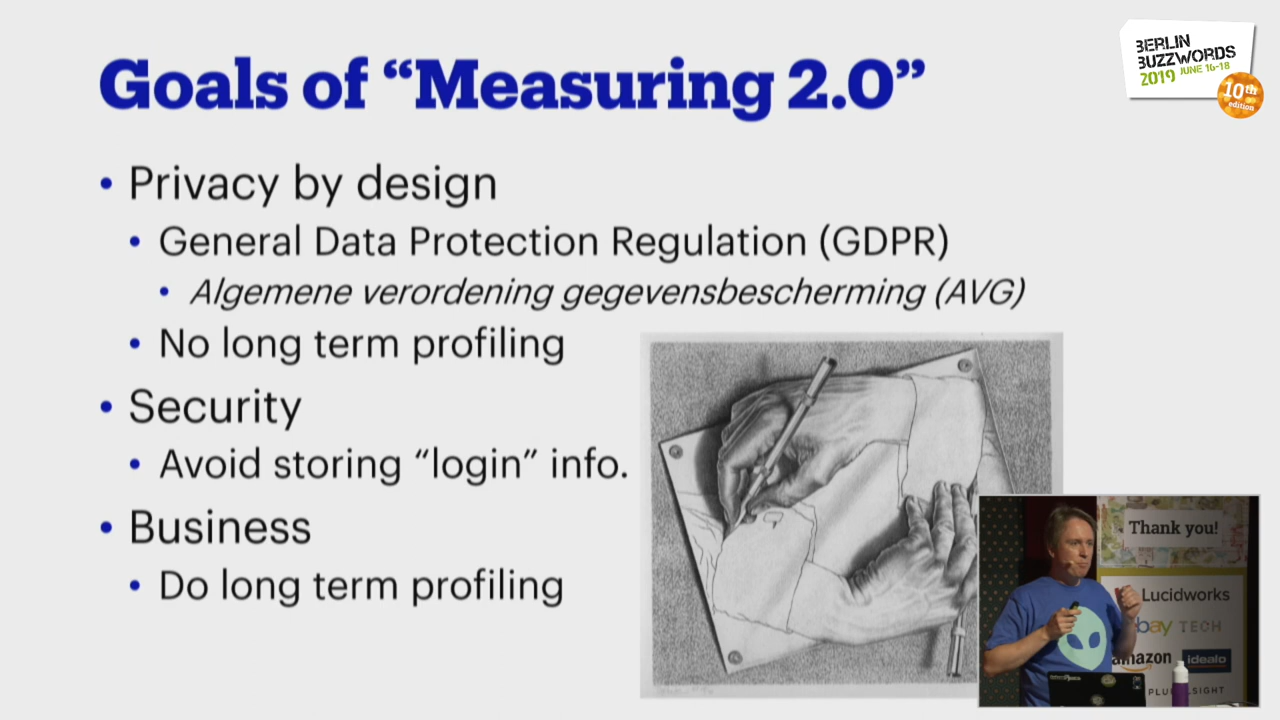 Goals of “Measuring 2.0”
BERLIN
BUZZWORDS
2019 JUNE 16-18
10th
edition
• Privacy by design
• General Data Protection Regulation (GDPR)
• Algemene verordening gegevensbescherming (AVG)
• No long term profiling
• Security
• Avoid storing “login” info.
• Business
• Do long term profiling
Thank you!
Lucidworks
ebay TECH
amazon
idealo